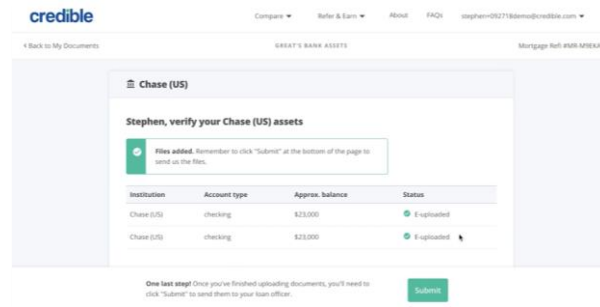 credible
Compare ▼ Refer & Earn ▼ About FAQs stephen+092718demo@credible.com ▼
Back to My Documents GREAT'S BANK ASSETS Mortgage Refi
Chase (US)
Stephen, verify your Chase (US) assets
Files added. Remember to click "Submit" at the bottom of the page to
send us the files.
Institution Account type Approx. balance Status
Chase (US) checking $23,000 E-uploaded
Chase (US) checking $23,000 E-uploaded
One last step! Once you've finished uploading documents, you'll need to
click "Submit" to send them to your loan officer.
Submit